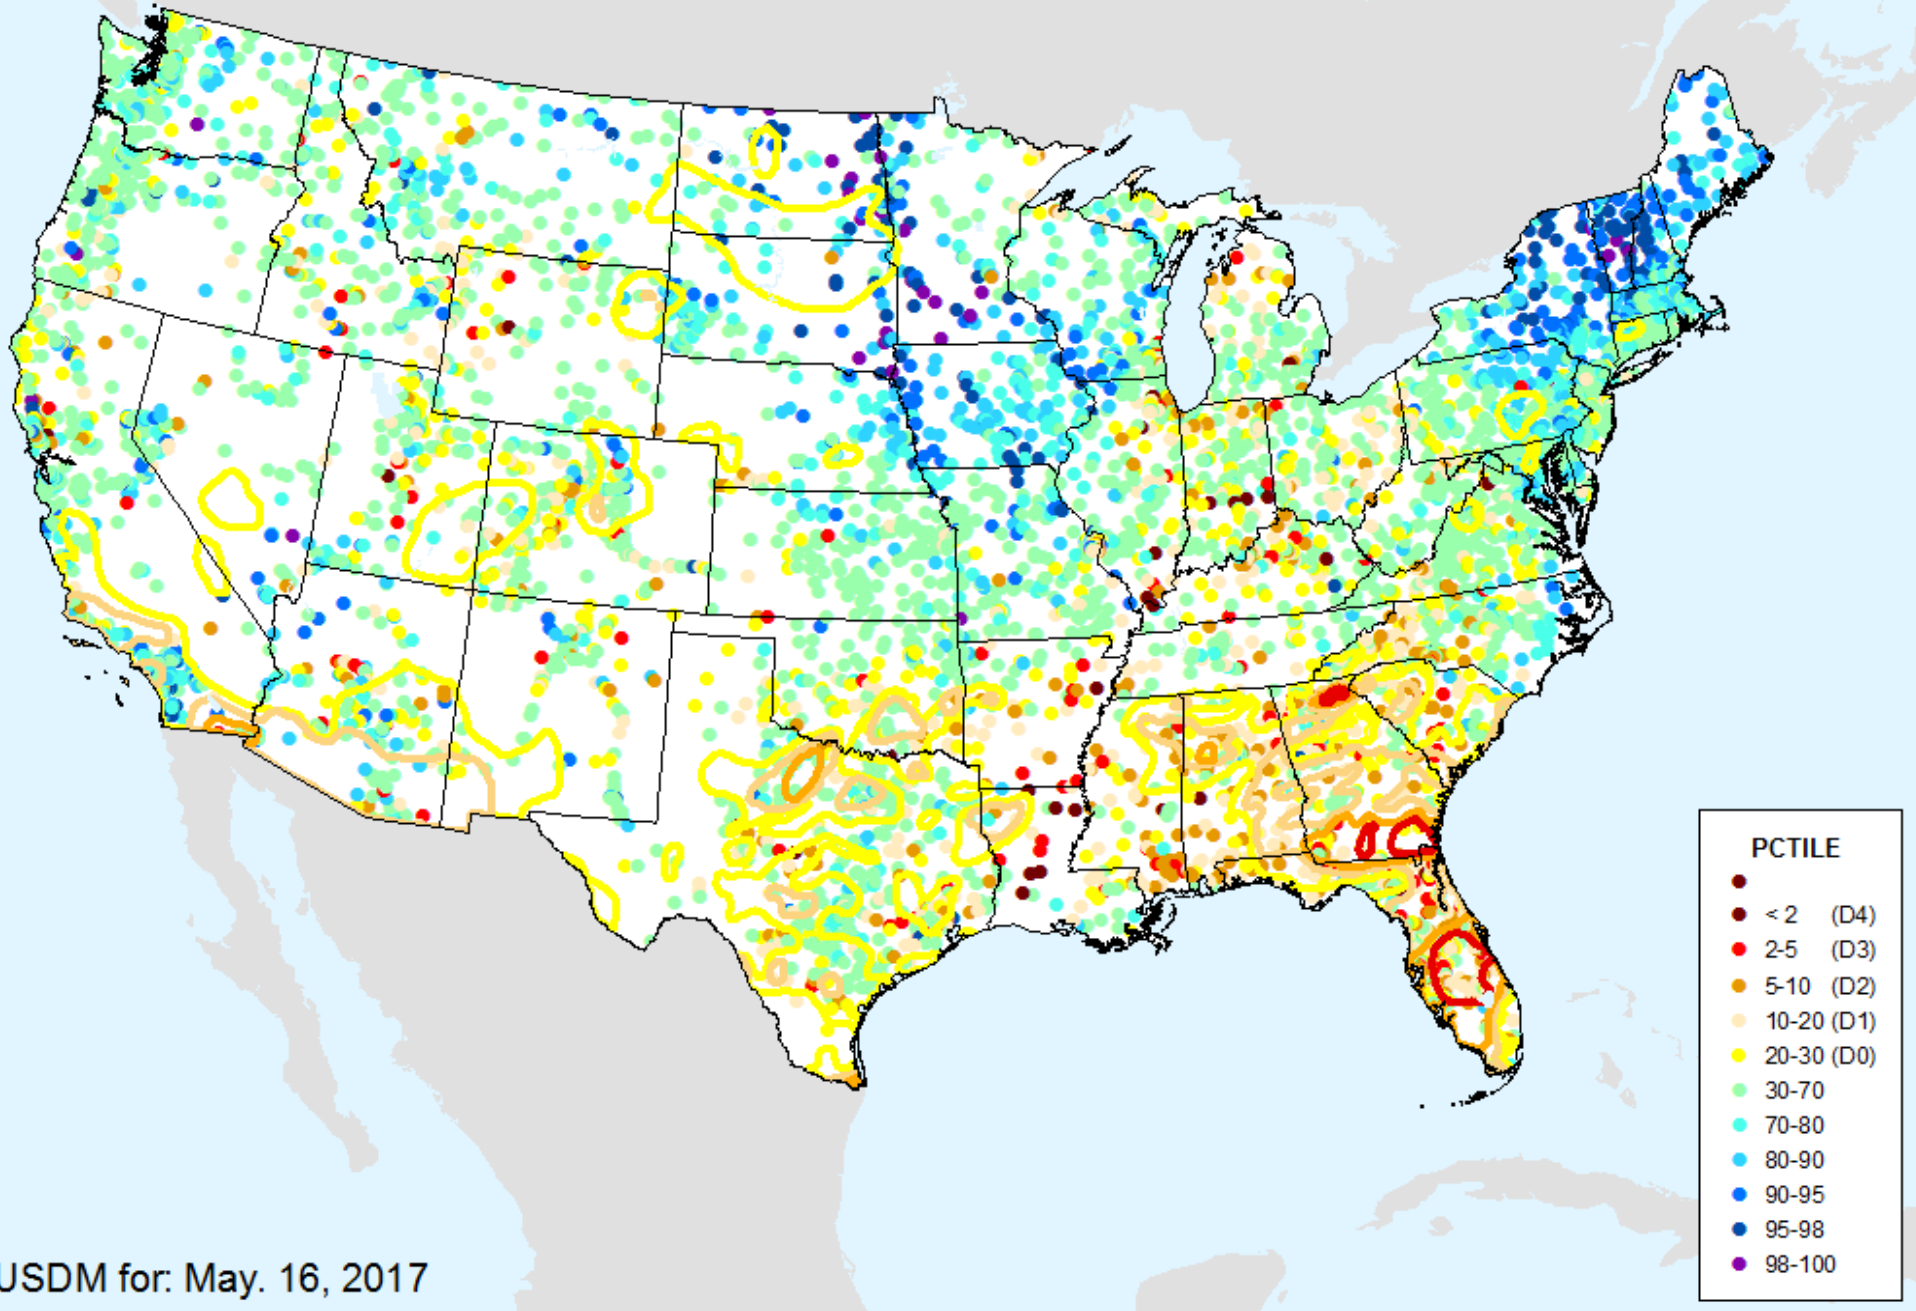 PCTILE
< 2 (D4)
2-5 (D3)
5-10 (D2)
10-20 (D1)
20-30 (D0)
30-70
70-80
80-90
90-95
95-98
98-100
USDM for: May. 16, 2017